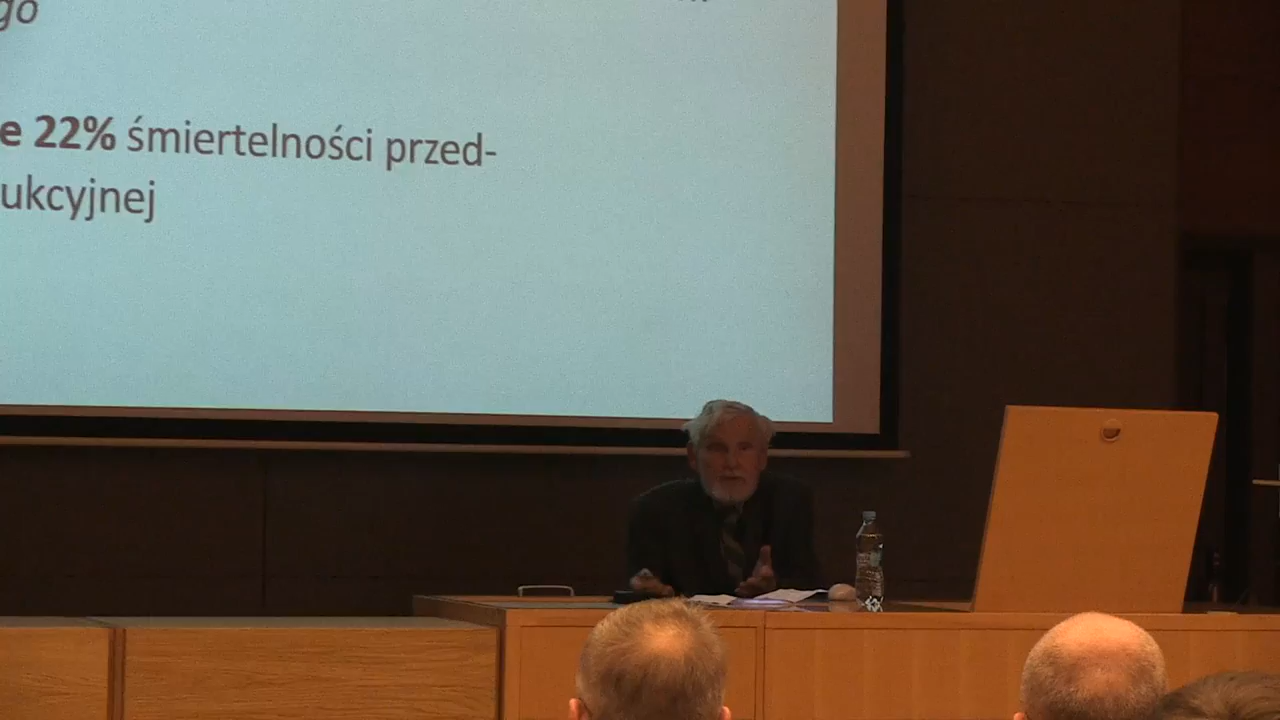 go
e 22% śmiertelności przed-
ukcyjnej